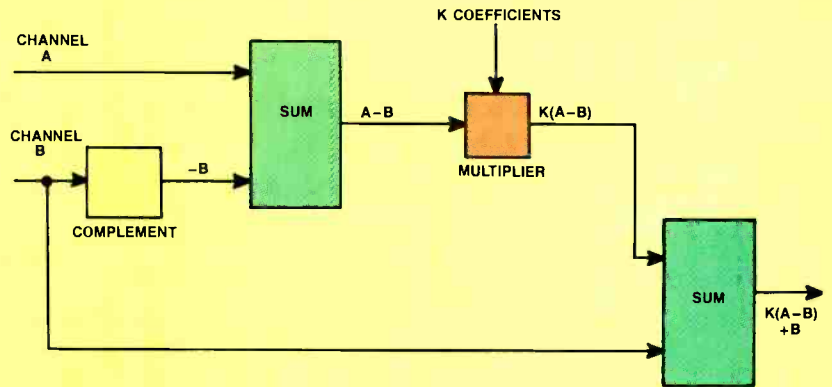 K COEFFICIENTS
CHANNEL
A
SUM
A–B
K(A–B)
CHANNEL
B
–B
MULTIPLIER
COMPLEMENT
SUM
K(A–B)
+B